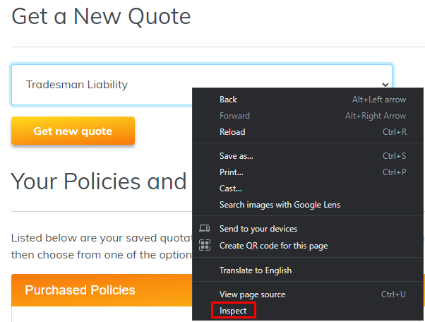 Get a New Quote
Tradesman Liability
Get new quote
Your Policies and
Listed below are your saved quotat
then choose from one of the option
Purchased Policies
Back Alt+Left arrow
Forward Alt+Right Arrow
Reload Ctrl+R
Save as... Ctrl+S
Print... Ctrl+P
Cast...
Search images with Google Lens
Send to your devices
Create QR code for this page
Translate to English
View page source Ctrl+U
Inspect